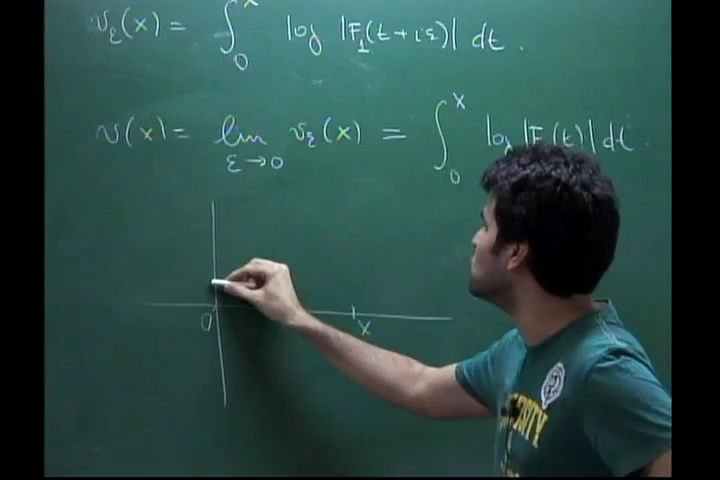 v_ε(x) = ∫_0^x log |F_1(t+iε)| dt.
v(x) = lim_{ε→0} v_ε(x) = ∫_0^x log |F (t)| dt.
0
x